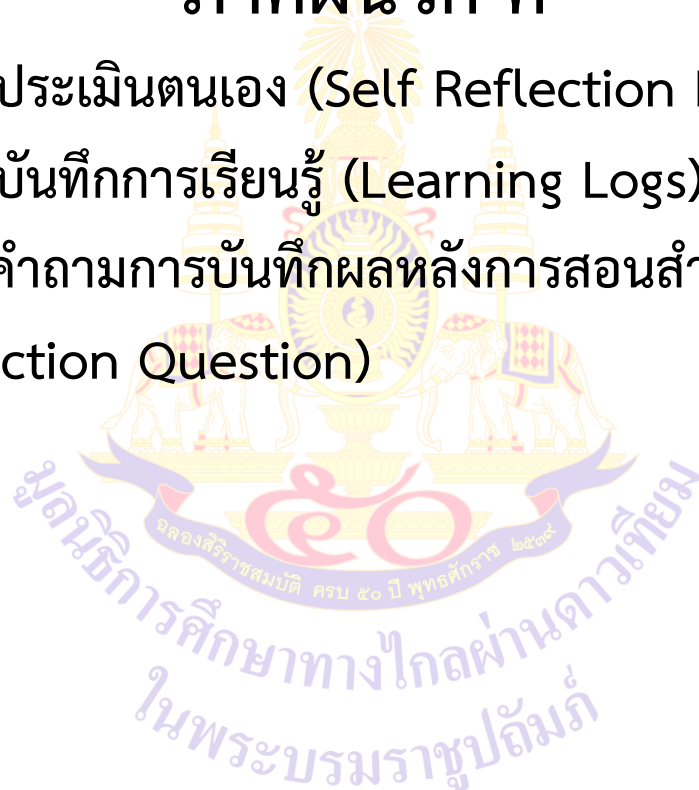 ประเมินตนเอง (Self Reflection
บันทึกการเรียนรู้ (Learning Logs)
คำถามการบันทึกผลหลังการสอนสำ
ction Question)
๕๐
ฉลองสิริราชสมบัติ ครบ ๕๐ ปี พุทธศักราช ๒๕๓๙
มูลนิธิการศึกษาทางไกลผ่านดาวเทียม
ในพระบรมราชูปถัมภ์